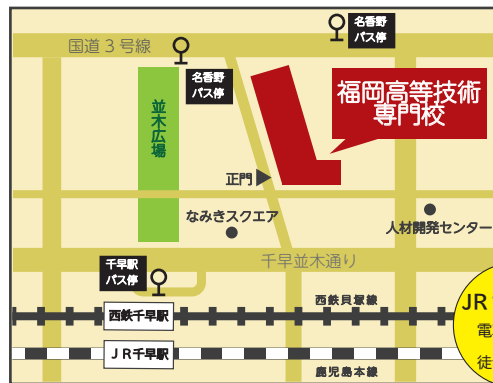 名香野
バス停
国道3号線
名香野
バス停
福岡高等技術
専門校
並木広場
正門
なみきスクエア
人材開発センター
千早並木通り
千早駅
バス停
西鉄貝塚線
西鉄千早駅
JR
電
JR千早駅
徒
鹿児島本線